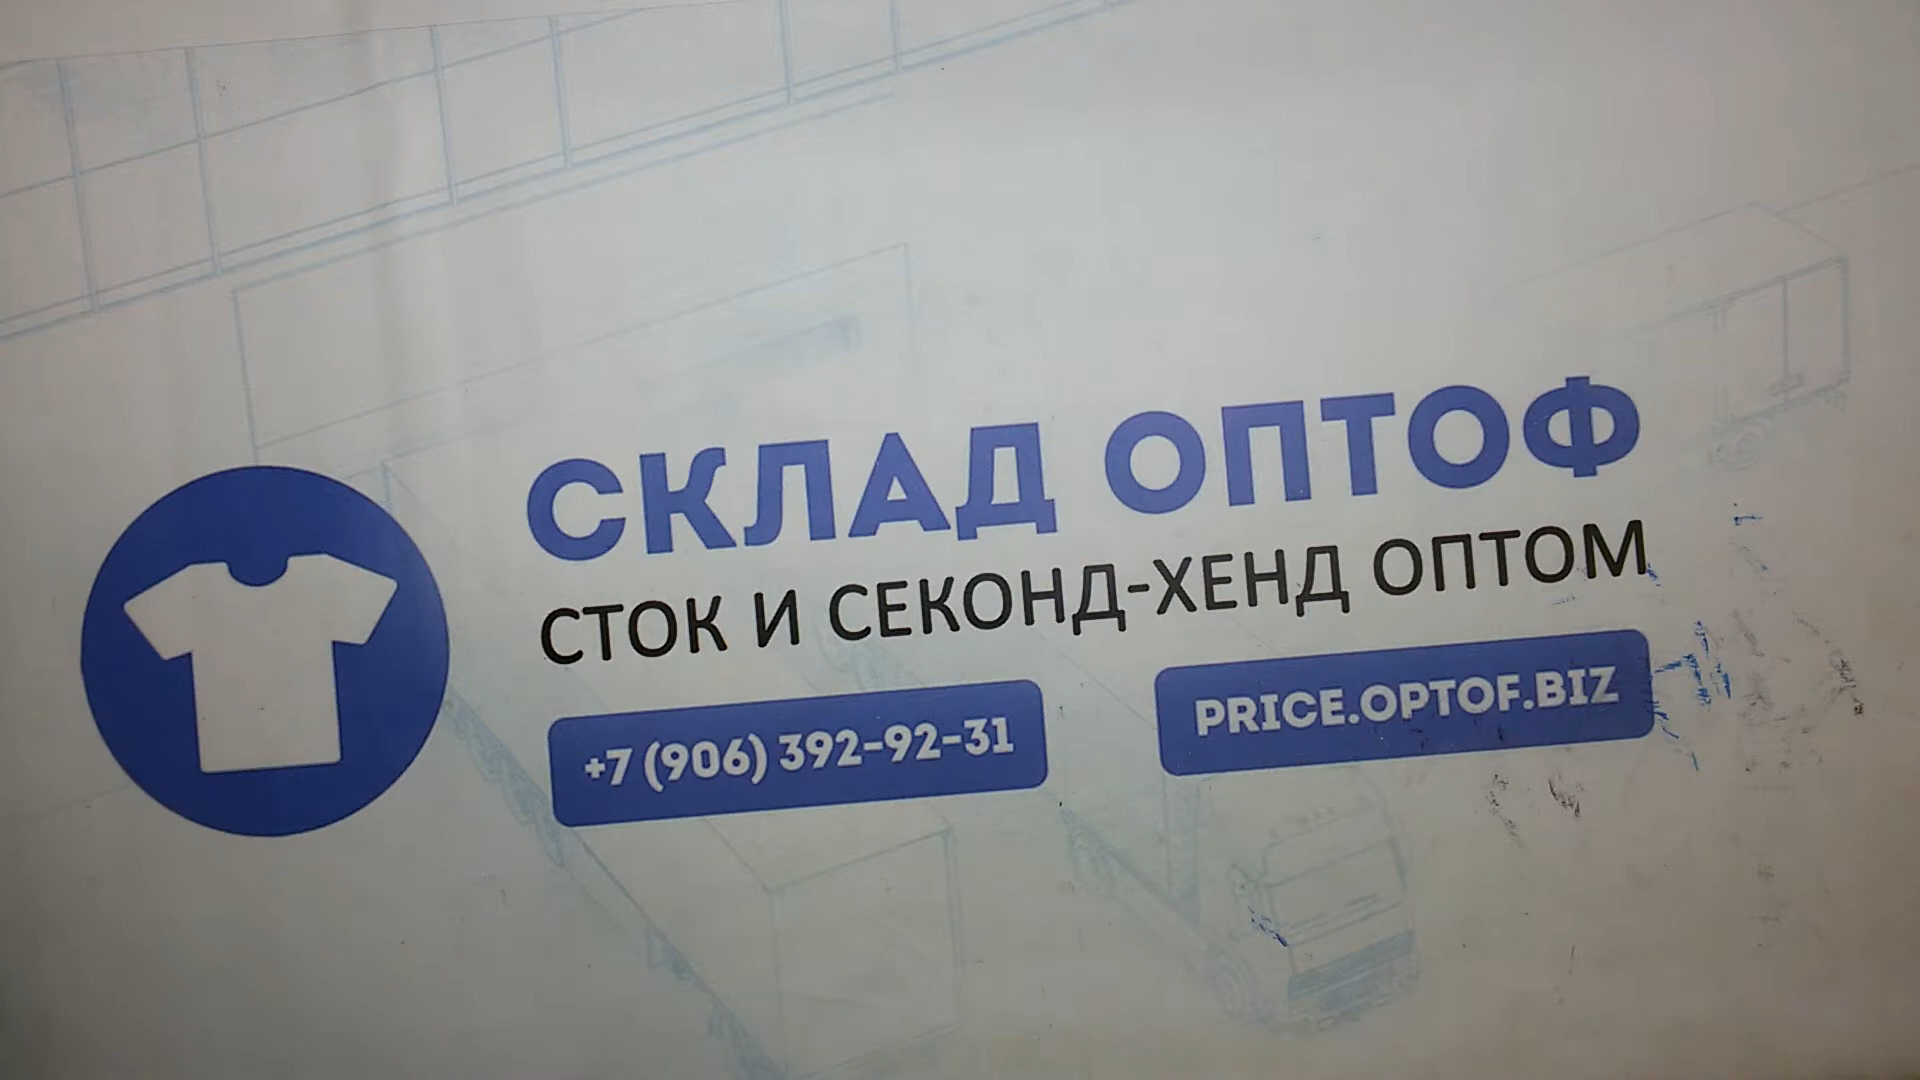 СКЛАД ОПТОФ
СТОК И СЕКОНД-ХЕНД ОПТОМ
+7 (906) 392-92-31
PRICE.OPTOF.BIZ